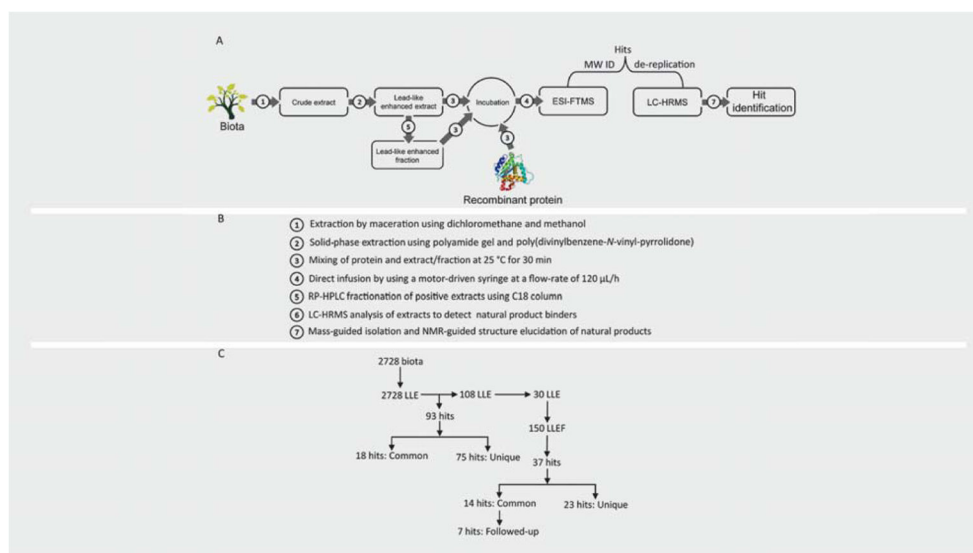 A
Hits
MW ID
de-replication
Biota
1
Crude extract
2
Lead-like
enhanced extract
3
Incubation
4
ESI-FTMS
LC-HRMS
7
Hit
identification
5
3
3
Lead-like enhanced
fraction
Recombinant protein
B
1 Extraction by maceration using dichloromethane and methanol
2 Solid-phase extraction using polyamide gel and poly(divinylbenzene-N-vinyl-pyrrolidone)
3 Mixing of protein and extract/fraction at 25 °C for 30 min
4 Direct infusion by using a motor-driven syringe at a flow-rate of 120 µL/h
5 RP-HPLC fractionation of positive extracts using C18 column
6 LC-HRMS analysis of extracts to detect natural product binders
7 Mass-guided isolation and NMR-guided structure elucidation of natural products
C
2728 biota
2728 LLE
108 LLE
30 LLE
93 hits
150 LLEF
18 hits: Common
75 hits: Unique
37 hits
14 hits: Common
23 hits: Unique
7 hits: Followed-up